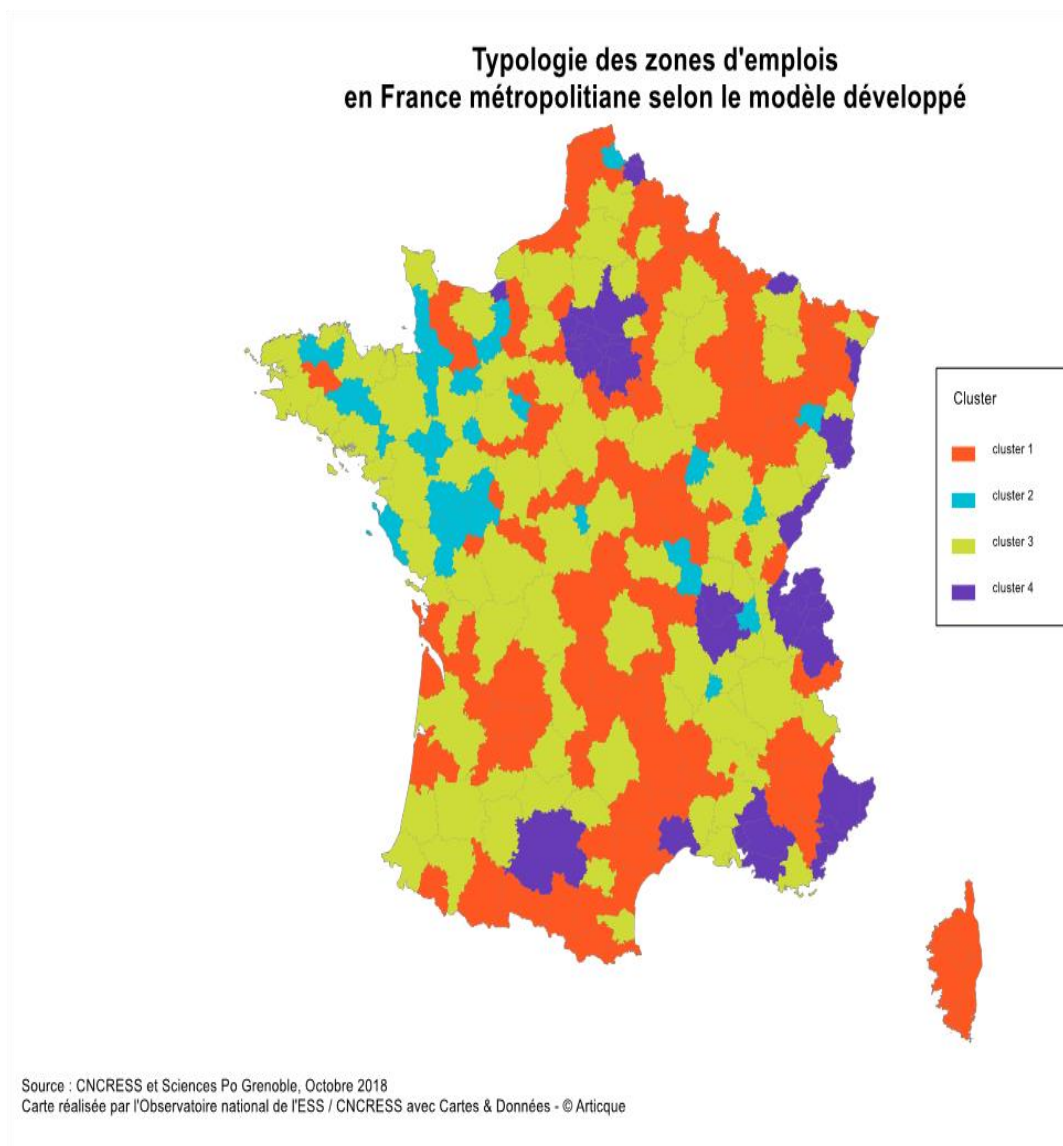 Typologie des zones d'emplois
en France métropolitiane selon le modèle développé
Cluster
cluster 1
cluster 2
cluster 3
cluster 4
Source : CNCRESS et Sciences Po Grenoble, Octobre 2018
Carte réalisée par l'Observatoire national de l'ESS / CNCRESS avec Cartes & Données - © Articque